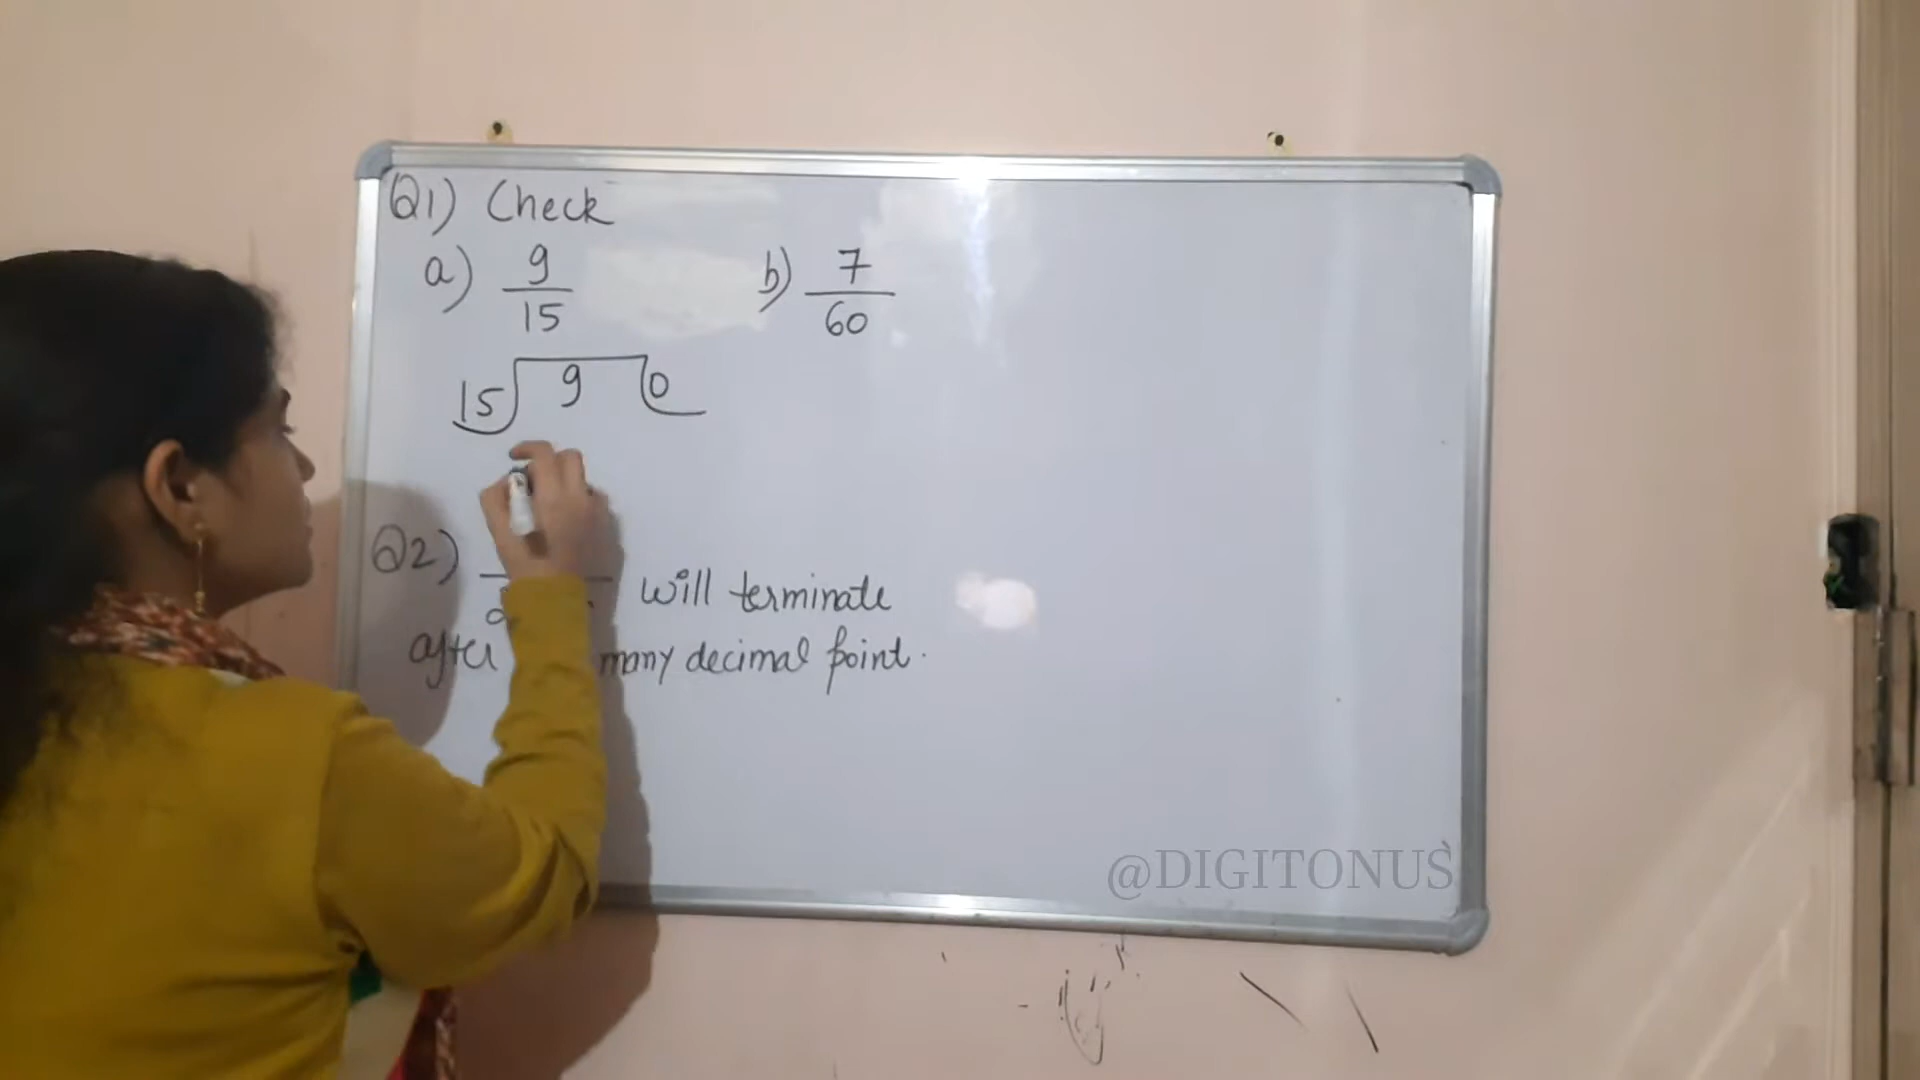 Q1) Check
a) 9/15 b) 7/60
15 9 0
Q2) will terminate
after many decimal point.
@DIGITONUS